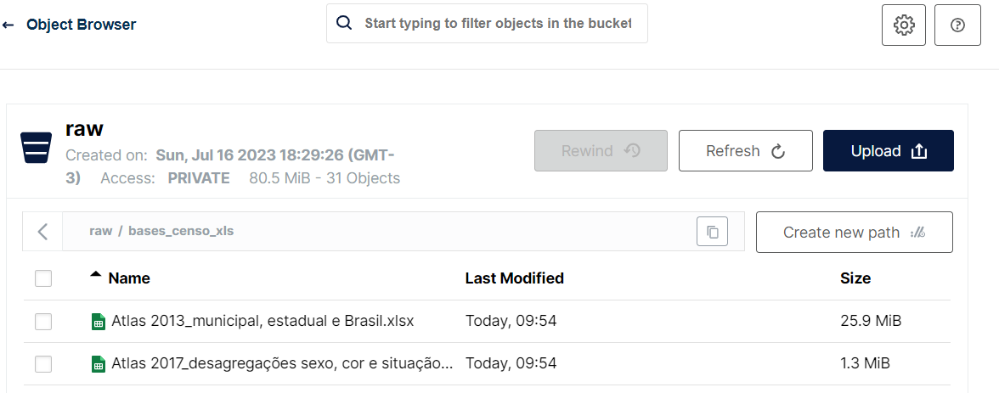 Object Browser
Start typing to filter objects in the bucket
raw
Created on: Sun, Jul 16 2023 18:29:26 (GMT-
3) Access: PRIVATE 80.5 MiB - 31 Objects
Rewind
Refresh
Upload
raw / bases_censo_xls
Create new path
Name Last Modified Size
Atlas 2013_municipal, estadual e Brasil.xlsx Today, 09:54 25.9 MiB
Atlas 2017_desagregações sexo, cor e situação... Today, 09:54 1.3 MiB